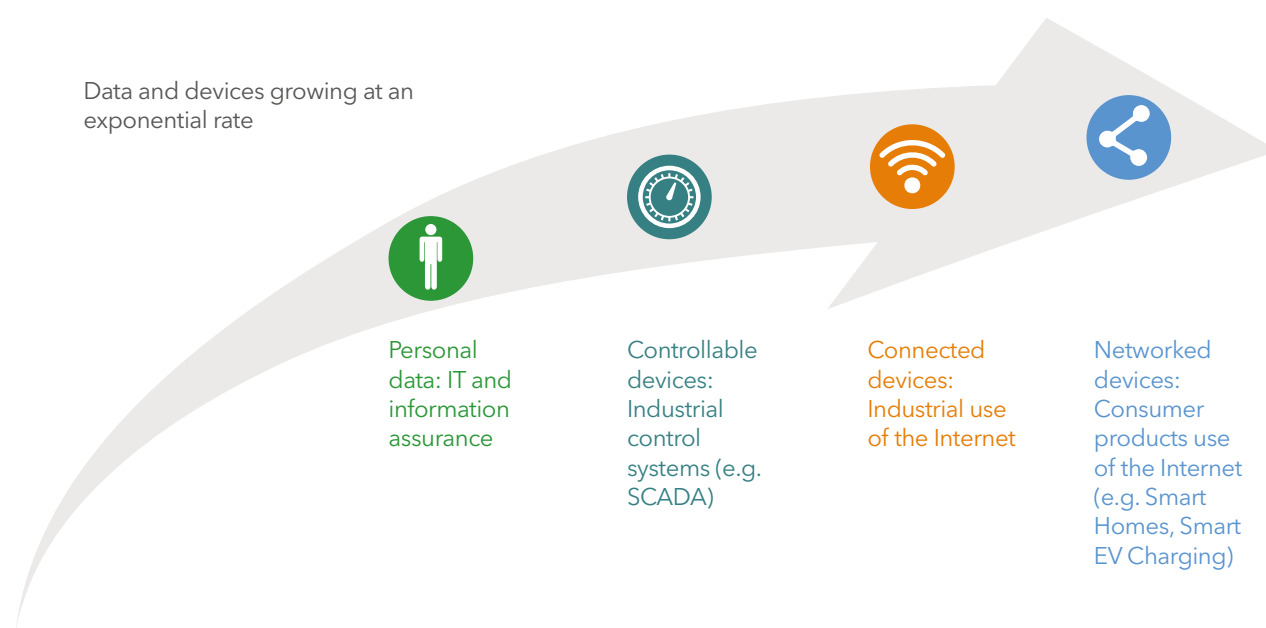 Data and devices growing at an
exponential rate
Personal
data: IT and
information
assurance
Controllable
devices:
Industrial
control
systems (e.g.
SCADA)
Connected
devices:
Industrial use
of the Internet
Networked
devices:
Consumer
products use
of the Internet
(e.g. Smart
Homes, Smart
EV Charging)